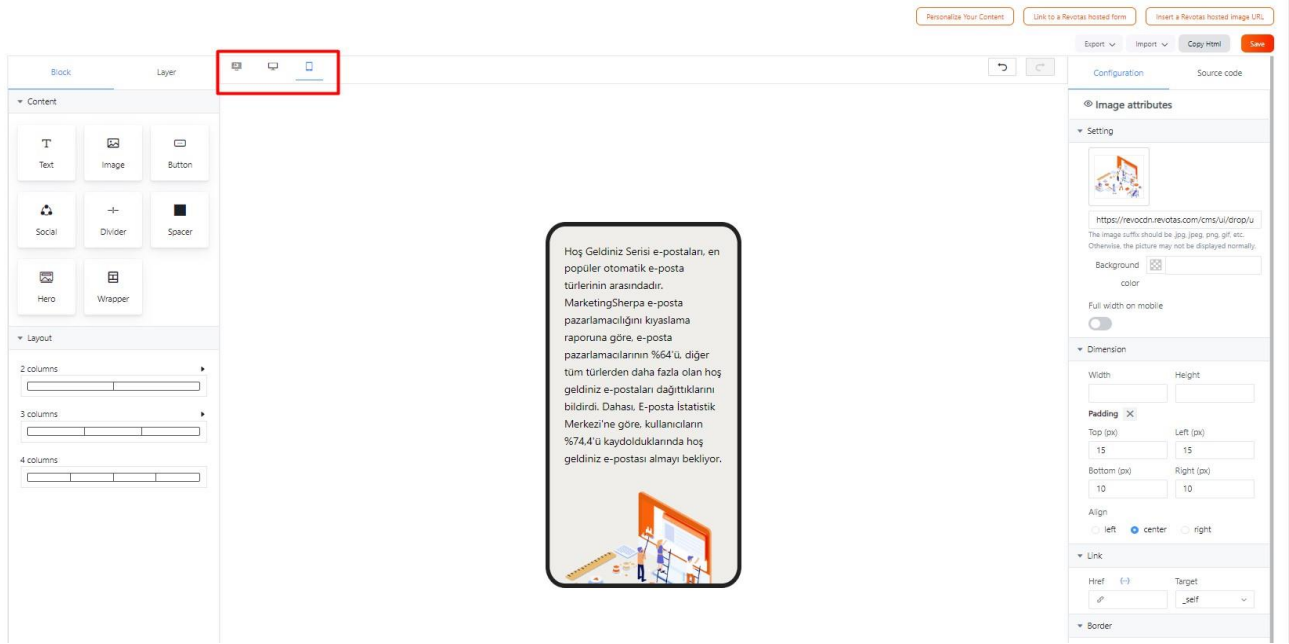 Personalize Your Content
Link to a Revotas hosted form
Insert a Revotas hosted image URL
Export
Import
Copy Html
Save
Block
Layer
Content
Text
Image
Button
Social
Divider
Spacer
Hero
Wrapper
Layout
2 columns
3 columns
4 columns
Hoş Geldiniz Serisi e-postaları, en
popüler otomatik e-posta
türlerinin arasındadır.
MarketingSherpa e-posta
pazarlamacılığını kıyaslama
raporuna göre, e-posta
pazarlamacılarının %64'ü, diğer
tüm türlerden daha fazla olan hoş
geldiniz e-postaları dağıttıklarını
bildirdi. Dahası, E-posta İstatistik
Merkezi'ne göre, kullanıcıların
%74,4'ü kaydolduklarında hoş
geldiniz e-postası almayı bekliyor.
Configuration
Source code
Image attributes
Setting
https://revocdn.revotas.com/cms/ui/drop/u
The image suffix should be .jpg, jpeg, png, gif, etc.
Otherwise, the picture may not be displayed normally.
Background
color
Full width on mobile
Dimension
Width
Height
Padding
Top (px)
Left (px)
15
15
Bottom (px)
Right (px)
10
10
Align
left
center
right
Link
Href
Target
_self
Border